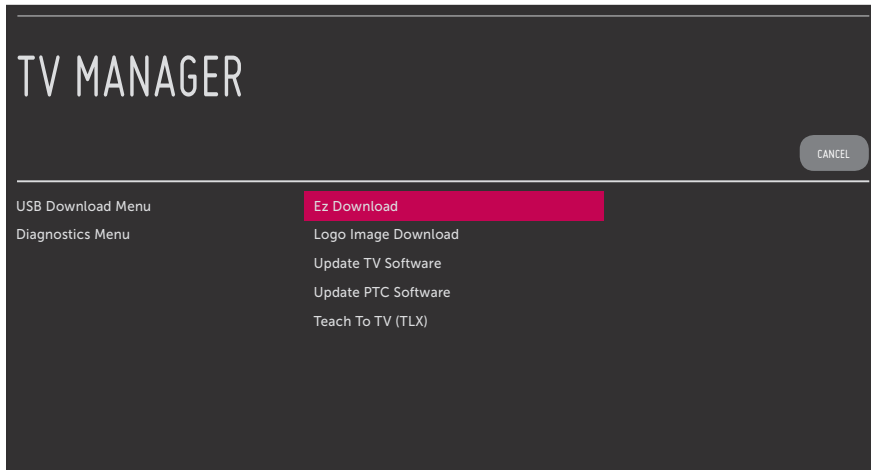 TV MANAGER
CANCEL
USB Download Menu
Diagnostics Menu
Ez Download
Logo Image Download
Update TV Software
Update PTC Software
Teach To TV (TLX)